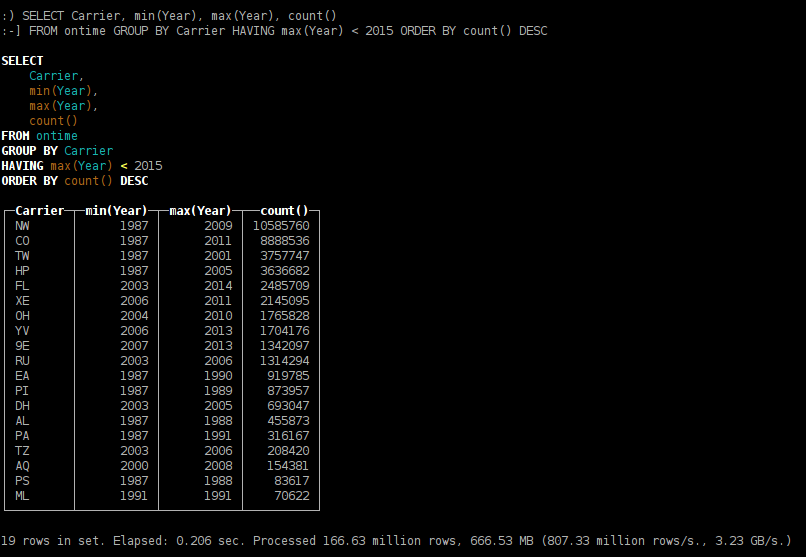 :) SELECT Carrier, min(Year), max(Year), count()
:-] FROM ontime GROUP BY Carrier HAVING max(Year) < 2015 ORDER BY count() DESC
SELECT
Carrier,
min(Year),
max(Year),
count()
FROM ontime
GROUP BY Carrier
HAVING max(Year) < 2015
ORDER BY count() DESC
Carrier min(Year) max(Year) count()
NW 1987 2009 10585760
CO 1987 2011 8888536
TW 1987 2001 3757747
HP 1987 2005 3636682
FL 2003 2014 2485709
XE 2006 2011 2145095
OH 2004 2010 1765828
YV 2006 2013 1704176
9E 2007 2013 1342097
RU 2003 2006 1314294
EA 1987 1990 919785
PI 1987 1989 873957
DH 2003 2005 693047
AL 1987 1988 455873
PA 1987 1991 316167
TZ 2003 2006 208420
AQ 2000 2008 154381
PS 1987 1988 83617
ML 1991 1991 70622
19 rows in set. Elapsed: 0.206 sec. Processed 166.63 million rows, 666.53 MB (807.33 million rows/s., 3.23 GB/s.)